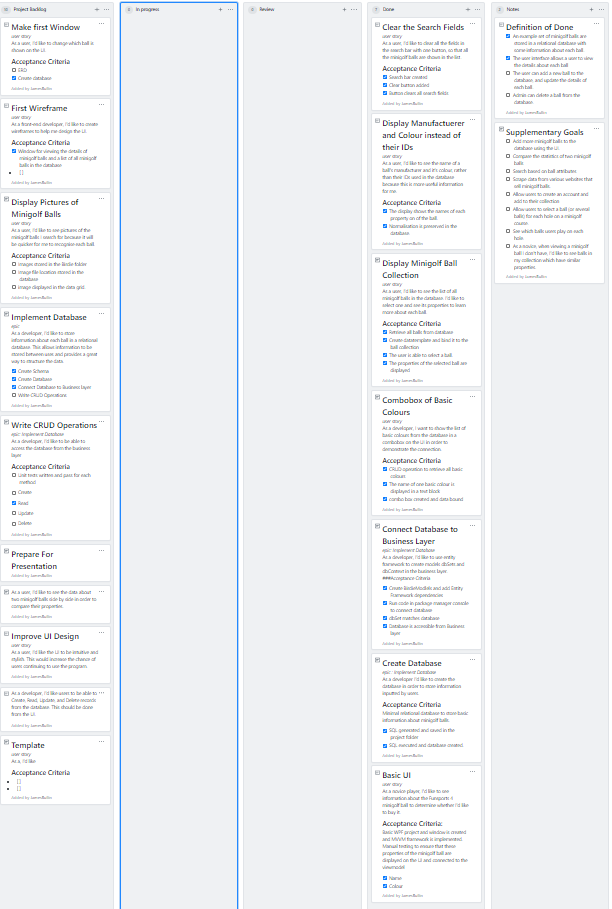 Project Backlog
Make first Window
user story
As a user, I'd like to change which ball is
shown on the UI
Acceptance Criteria
ERD
Create database
Added by JamesBullin
First Wireframe
As a front-end developer, I'd like to create
wireframes to help me design the UI
Acceptance Criteria
Window for viewing the details of
minigolf balls and a list of all minigolf
balls in the database
[]
Added by JamesBullin
Display Pictures of
Minigolf Balls
user story
As a user, I'd like to see pictures of the
minigolf balls I search for because it will
be quicker for me to recognise each ball
Acceptance Criteria
Images stored in the Birdie folder
Image file location stored in the
database
Image displayed in the data grid
Added by JamesBullin
Implement Database
epic
As a developer, I'd like to store
information about each ball in a relational
database. This allows information to be
stored between uses and provides a great
way to structure the data.
Create Schema
Create Database
Connect Database to Business layer
Write CRUD Operations
Added by JamesBullin
Write CRUD Operations
epic: Implement Database
As a developer, I'd like to be able to
access the database from the business
layer
Acceptance Criteria
Unit tests written and pass for each
method
Create
Read
Update
Delete
Added by JamesBullin
Prepare For
Presentation
Added by JamesBullin
As a user, I'd like to see the data about
two minigolf balls side by side in order to
compare their properties
Added by JamesBullin
Improve UI Design
user story
As a user, I'd like the UI to be intuitive and
stylish. This would increase the chance of
users continuing to use the program.
Added by JamesBullin
As a developer, I'd like users to be able to
Create, Read, Update, and Delete records
from the database. This should be done
from the UI.
Added by JamesBullin
Template
user story
As a, I'd like
Acceptance Criteria
[]
[]
Added by JamesBullin
In progress
Review
Done
Clear the Search Fields
user story
As a user, I'd like to clear all the fields in
the search with one button, so that all
minigolf balls are shown in the list
Acceptance Criteria
Search bar created
Clear button added
Button clears all search fields
Added by JamesBullin
Display Manufactuerer
and Colour instead of
their IDs
user story
As a user, I'd like to see the name of a
ball's manufacturer and it's colour, rather
than their IDs used in the database
because this is more useful information
for me
Acceptance Criteria
The display shows the names of each
property on of the ball
Normalisation is preserved in the
database
Added by JamesBullin
Display Minigolf Ball
Collection
user story
As a user, I'd like to see the list of all
minigolf balls in the database. I'd like to
select one and see its properties to learn
more about each ball
Acceptance Criteria
Retrieve all balls from database
Create datatemplate and bind it to the
ball collection
The user is able to select a ball
The properties of the selected ball are
displayed
Added by JamesBullin
Combobox of Basic
Colours
user story
As a developer, I want to show the list of
basic colours from the database in a
combobox on the UI in order to
demonstrate the connection.
Acceptance Criteria
CRUD operation to retrieve all basic
colours
The name of one basic colour is
displayed in a text block
combo box created and data bound
Added by JamesBullin
Connect Database to
Business Layer
epic: Implement Database
As a developer, I'd like to use entity
framework to create models dbSets and
dbContext in the business layer
###Acceptance Criteria
Create BirdieModels and add Entity
Framework dependencies
Run code in package manager console
to connect database
dbSet matches database
Database is accessible from Business
layer
Added by JamesBullin
Create Database
epic: Implement Database
As a developer I'd like to create the
database in order to store information
inputted by users
Acceptance Criteria
Minimal relational database to store basic
information about minigolf balls.
SQL generated and saved in the
project folder
SQL executed and database created
Added by JamesBullin
Basic UI
user story
As a novice player, I'd like to see
information about the Funsports II
minigolf ball to determine whether I'd like
to buy it
Acceptance Criteria:
Basic WPF project and window is created
and MVVM framework is implemented.
Manual testing to ensure that these
properties of the minigolf ball are
displayed on the UI and connected to the
viewmodel
Name
Colour
Added by JamesBullin
Notes
Definition of Done
An example set of minigolf balls are
stored in a relational database with
some information about each ball
The user interface allows a user to view
the details about each ball
The user can add a new ball to the
database and update the details of
each ball
Admin can delete a ball from the
database
Added by JamesBullin
Supplementary Goals
Add more minigolf balls to the
database using the UI
Compare the statistics of two minigolf
balls
Search based on ball attributes
Scrape data from various websites that
sell minigolf balls
Allow users to create an account and
add to their collection
Allow users to select a ball (or several
balls) for each hole on a minigolf
course
See which balls users play on each
hole
As a novice, when viewing a minigolf
ball I don't have, I'd like to see balls in
my collection which have similar
properties
Added by JamesBullin